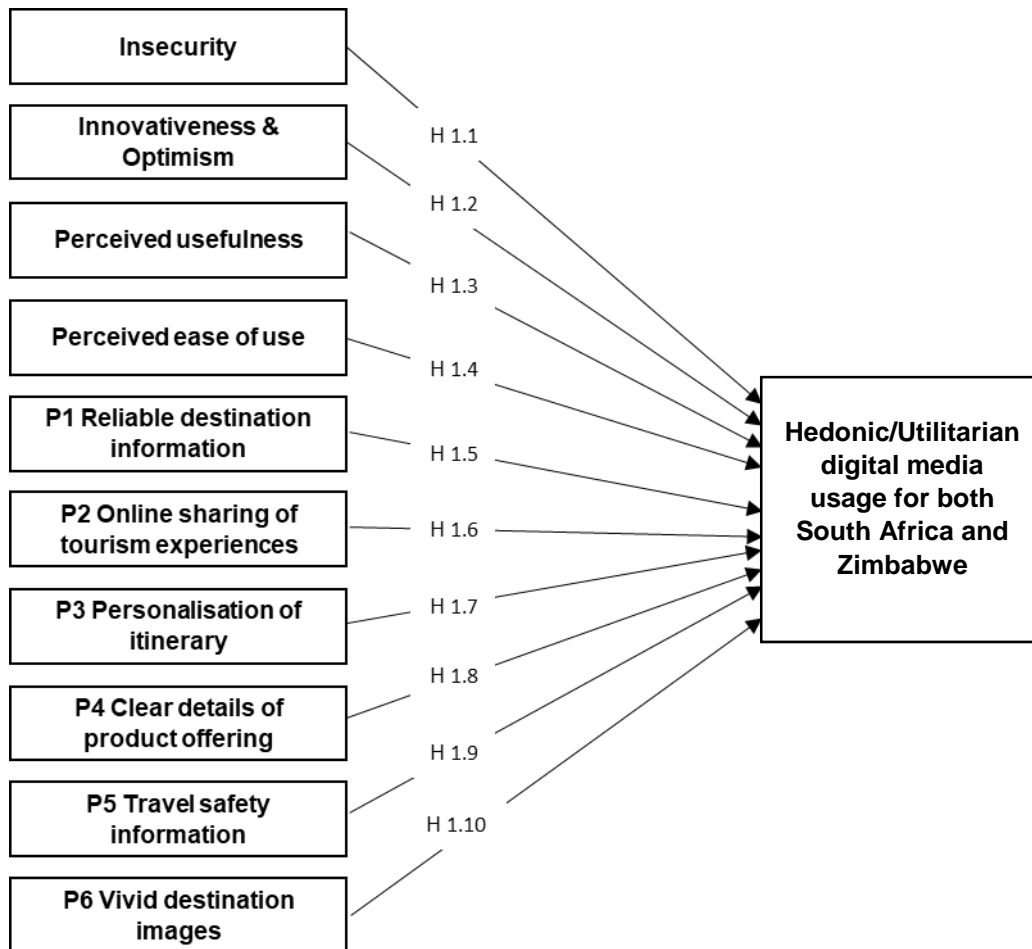 Insecurity
Innovativeness &
Optimism
Perceived usefulness
Perceived ease of use
P1 Reliable destination
information
P2 Online sharing of
tourism experiences
P3 Personalisation of
itinerary
P4 Clear details of
product offering
P5 Travel safety
information
P6 Vivid destination
images
H 1.1
H 1.2
H 1.3
H 1.4
H 1.5
H 1.6
H 1.7
H 1.8
H 1.9
H 1.10
Hedonic/Utilitarian
digital media
usage for both
South Africa and
Zimbabwe